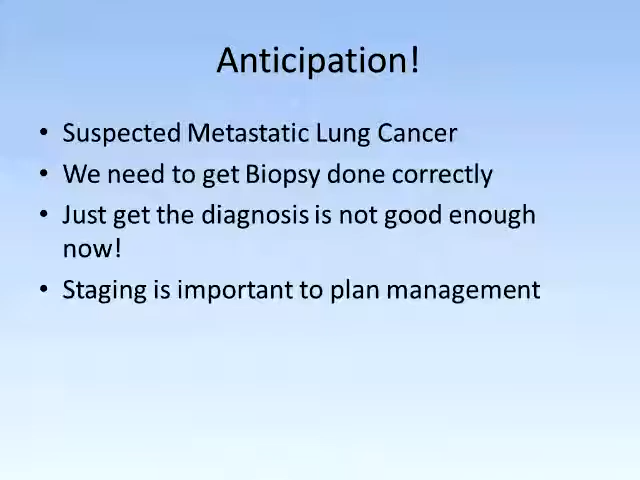 Anticipation!
• Suspected Metastatic Lung Cancer
• We need to get Biopsy done correctly
• Just get the diagnosis is not good enough
now!
• Staging is important to plan management